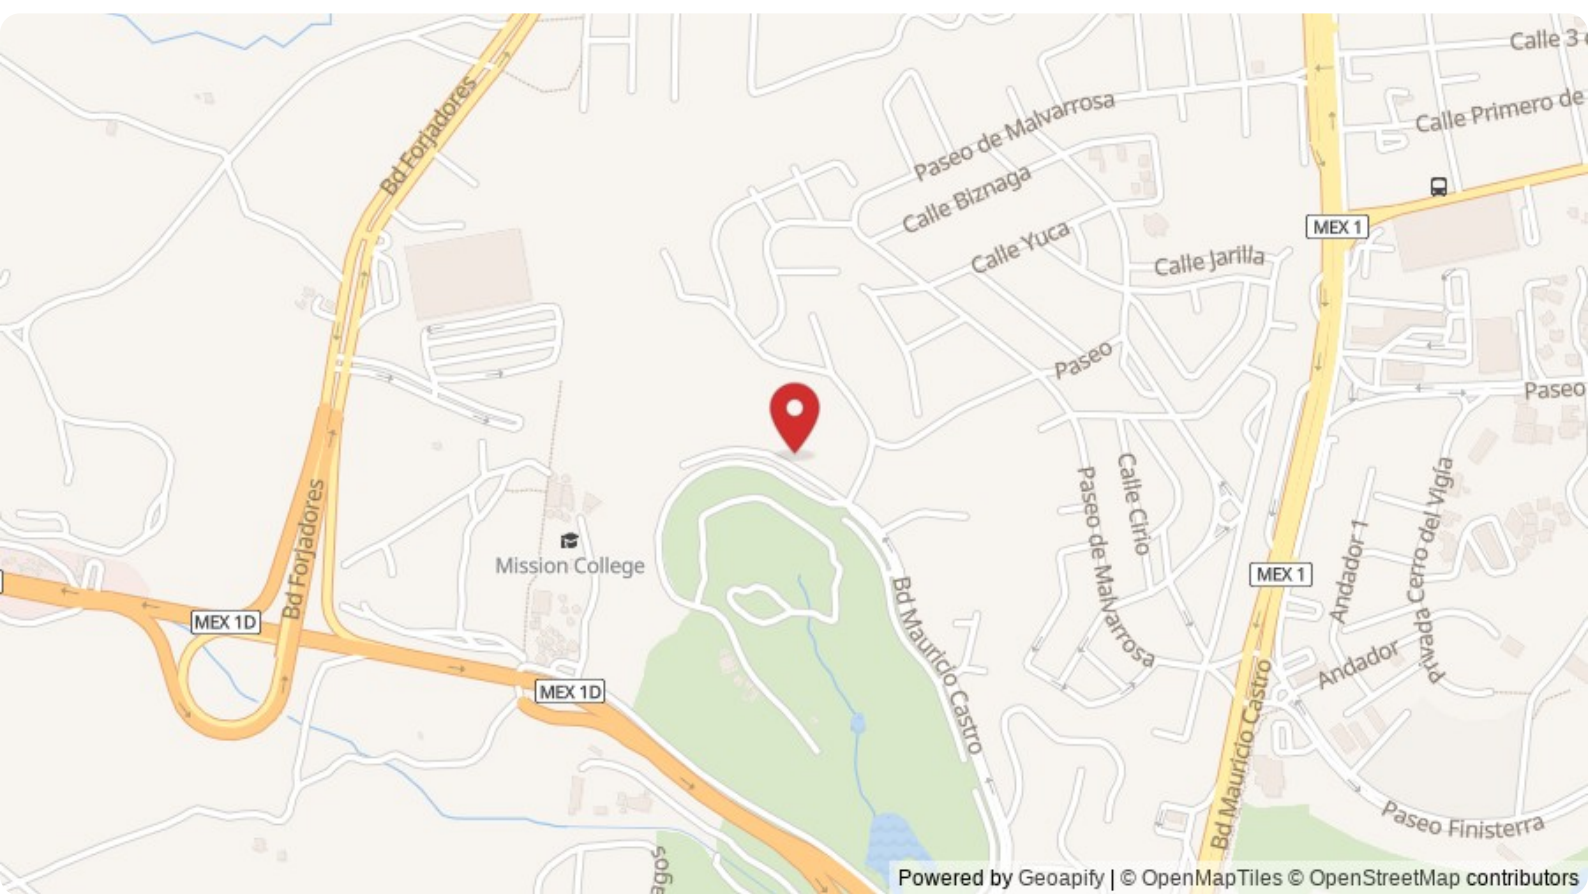 Calle 3
Bd Forjadores
Paseo de Malvarrosa
Calle Primero de
Calle Biznaga
MEX 1
Calle Yuca
Calle Jarilla
Paseo
Paseo
Bd Forjadores
Calle Cirio
Paseo de Malvarrosa
Andador 1
Privada Cerro del Vigía
Mission College
MEX 1
MEX 1D
Bd Mauricio Castro
Andador
MEX 1D
Bd Mauricio Castro
Paseo Finisterra
Powered by Geoapify | © OpenMapTiles © OpenStreetMap contributors